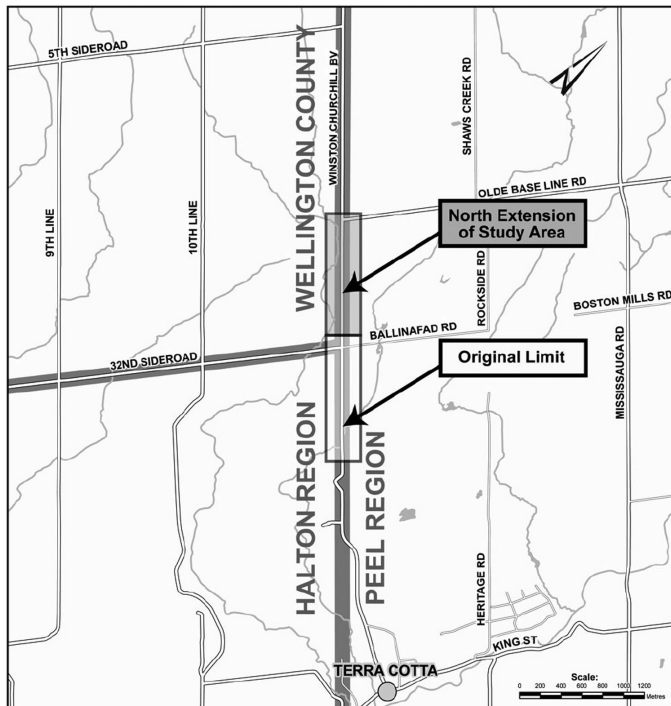 5TH SIDEROAD
WELLINGTON COUNTY
WINSTON CHURCHILL BV
SHAWS CREEK RD
OLDE BASE LINE RD
9TH LINE
10TH LINE
North Extension
of Study Area
ROCKSIDE RD
BOSTON MILLS RD
BALLINAFAD RD
32ND SIDEROAD
Original Limit
MISSISSAUGA RD
HALTON REGION
PEEL REGION
HERITAGE RD
KING ST
TERRA COTTA
Scale:
0 200 400 600 800 1000 1200
Metres